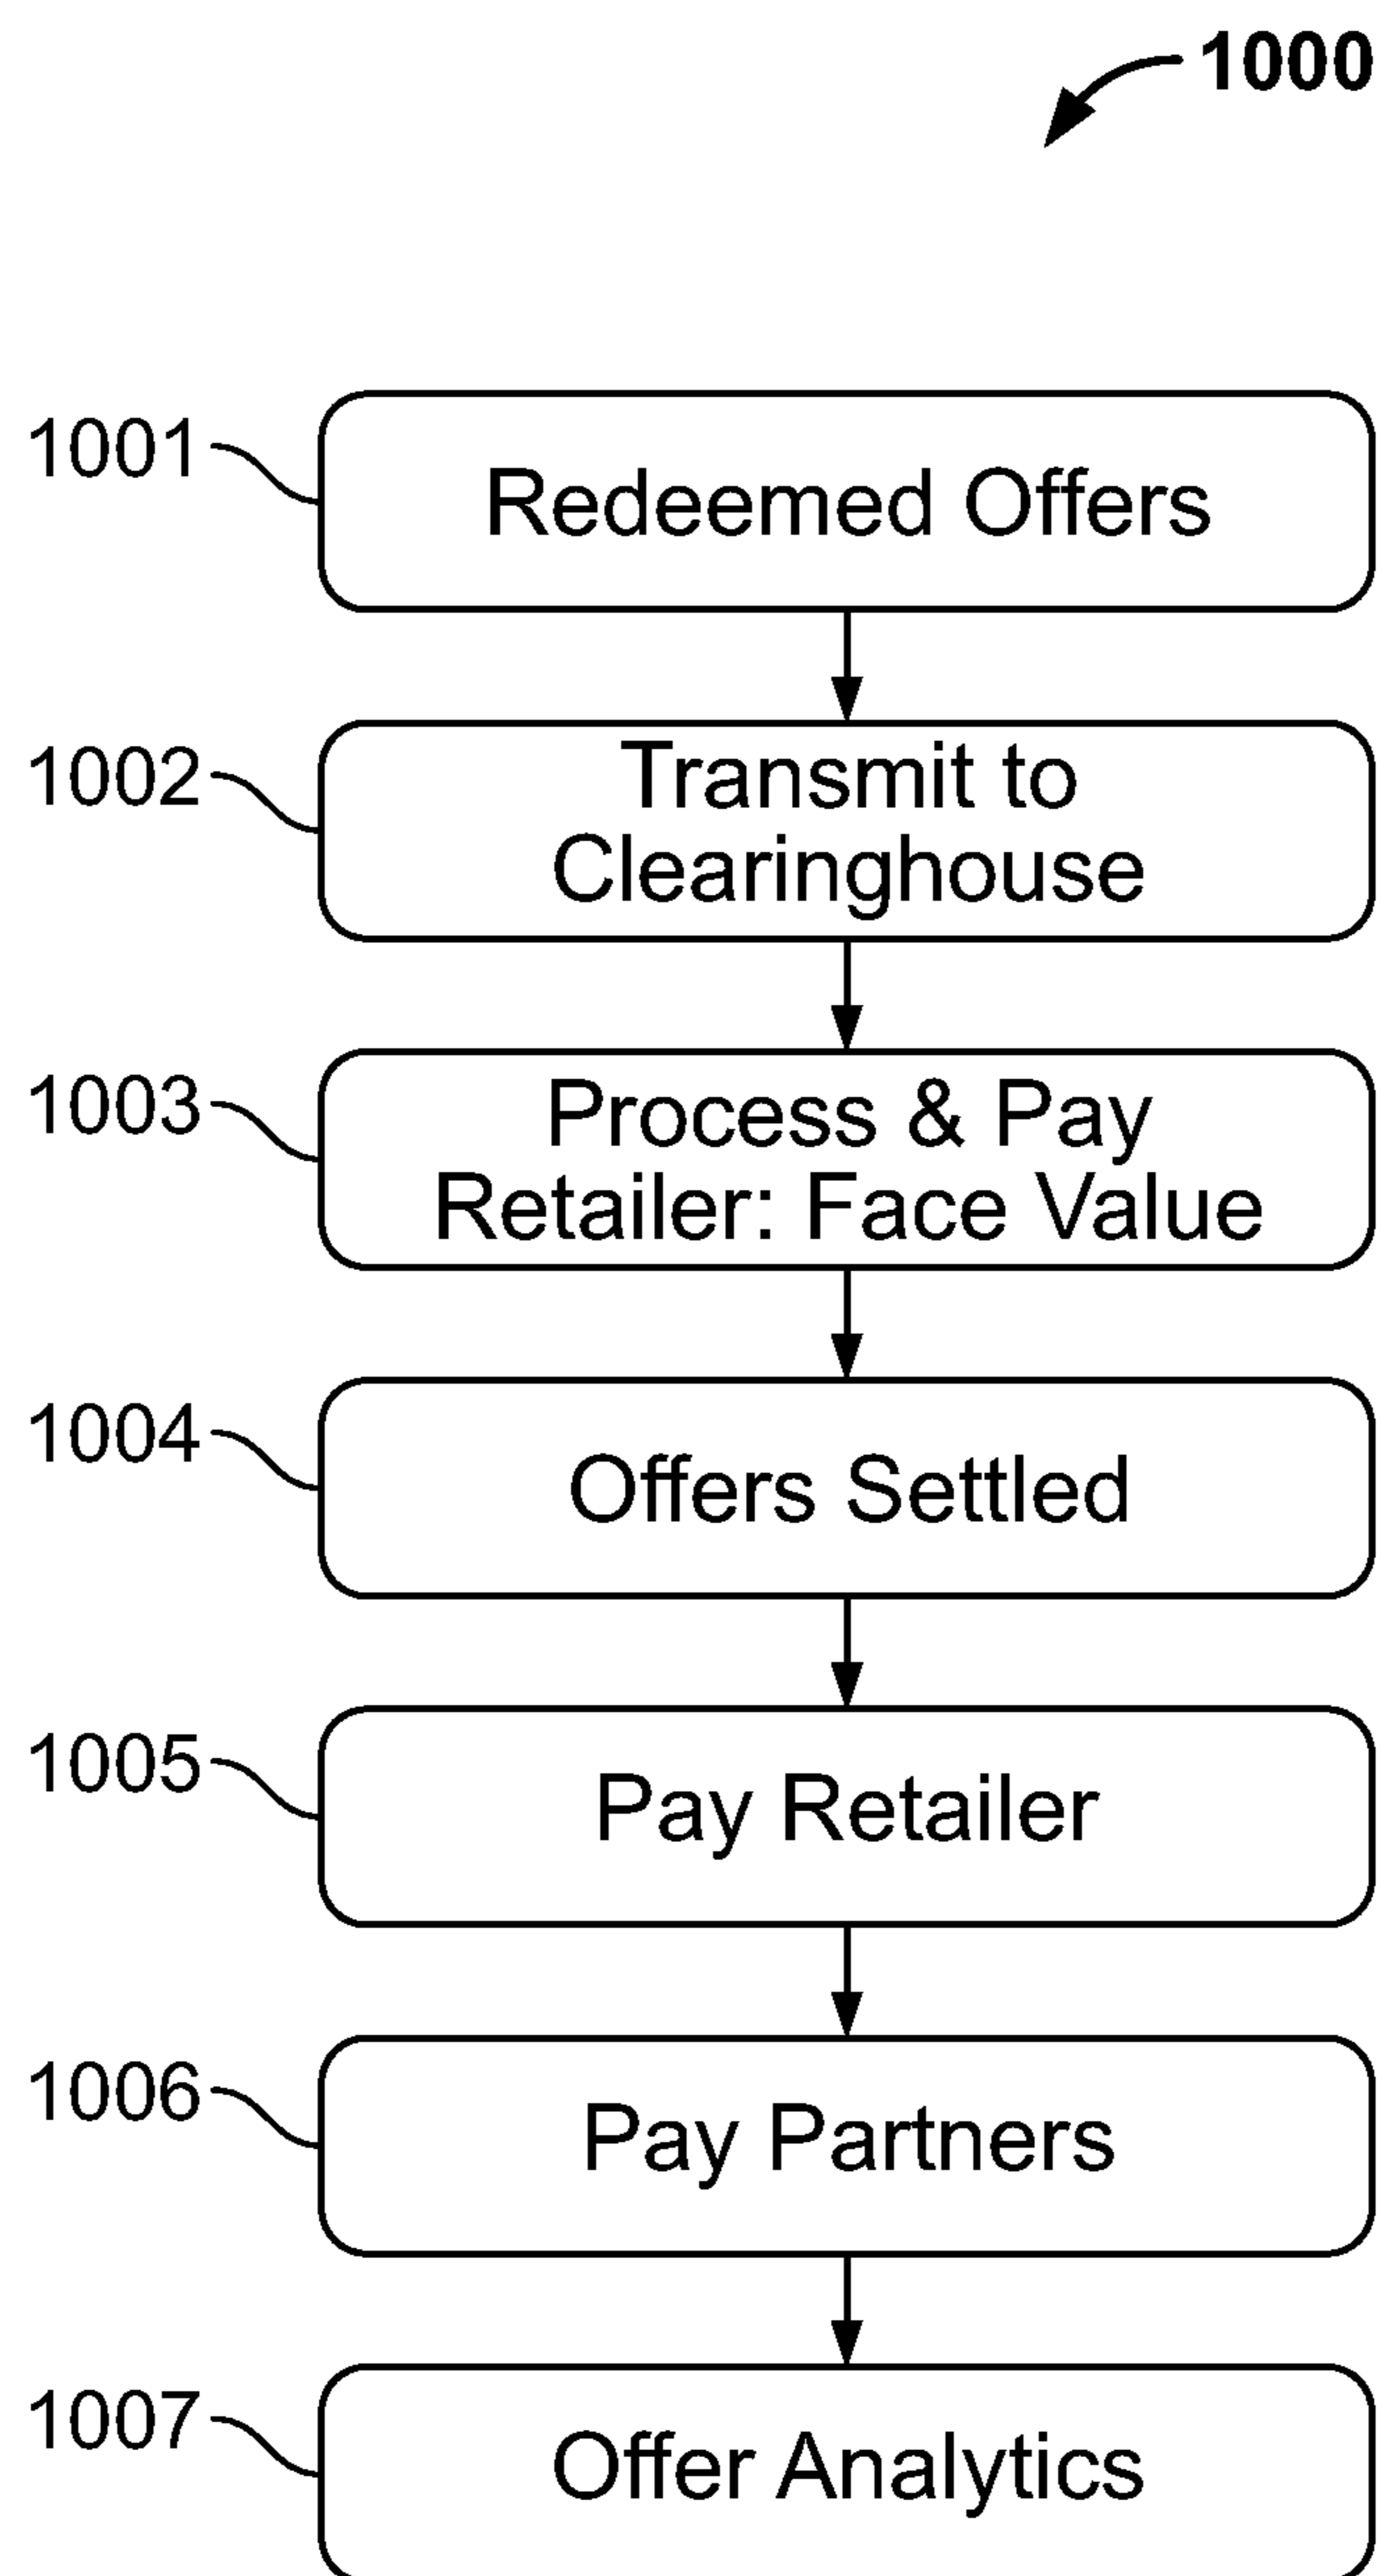 1000
1001
Redeemed Offers
1002
Transmit to
Clearinghouse
1003
Process & Pay
Retailer: Face Value
1004
Offers Settled
1005
Pay Retailer
1006
Pay Partners
1007
Offer Analytics